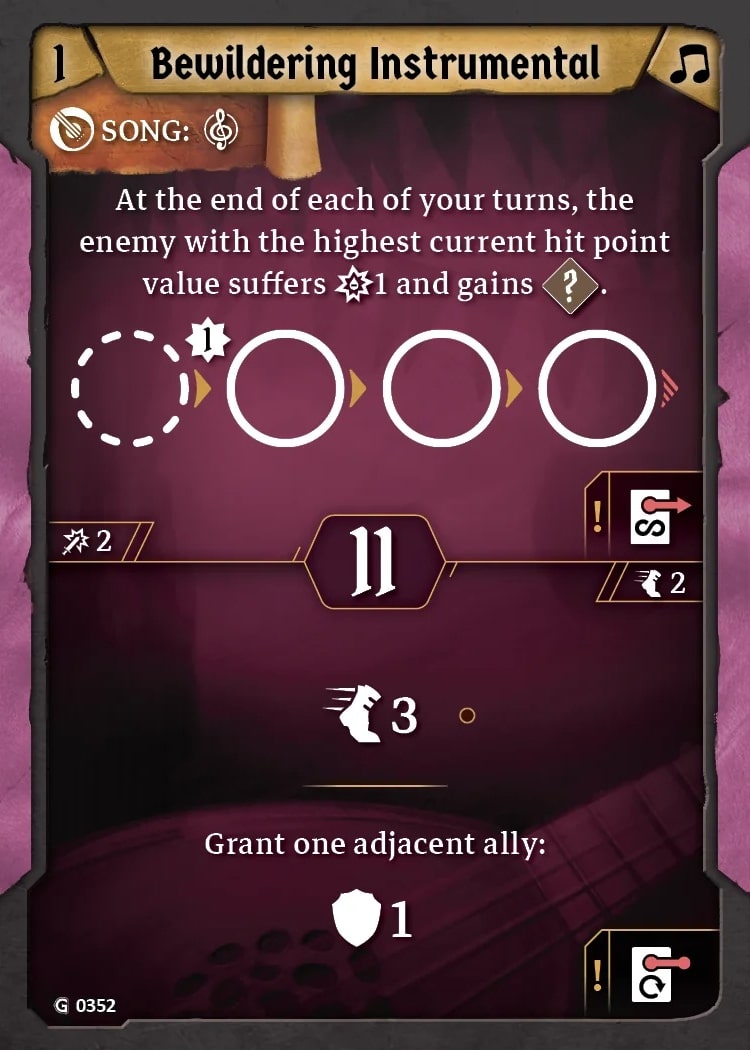 1 Bewildering Instrumental
SONG:
At the end of each of your turns, the
enemy with the highest current hit point
value suffers 1 and gains ?.
1
!
2
11
2
3
Grant one adjacent ally:
1
!
G 0352